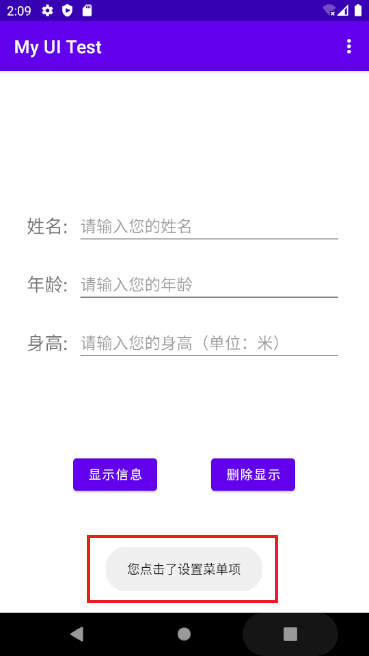 2:09
My UI Test
姓名: 请输入您的姓名
年龄: 请输入您的年龄
身高: 请输入您的身高（单位：米）
显示信息 删除显示
您点击了设置菜单项